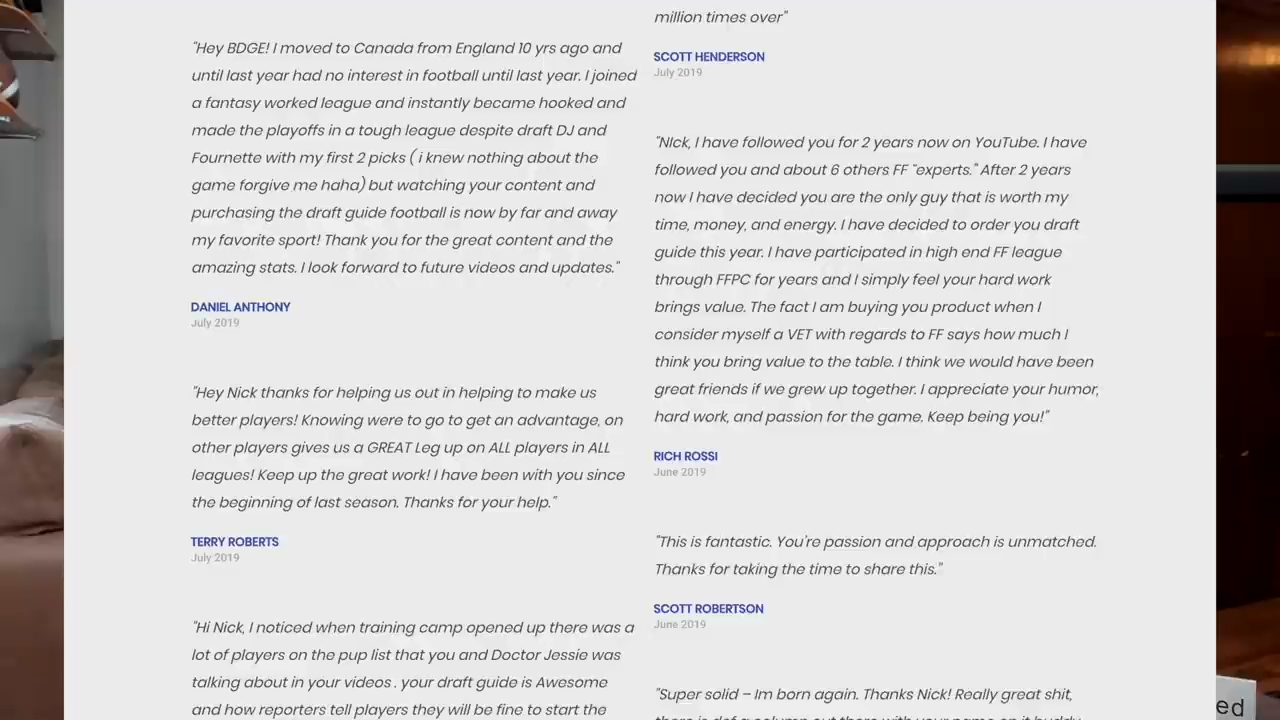 "Hey BDGE! I moved to Canada from England 10 yrs ago and
until last year had no interest in football until last year. I joined
a fantasy worked league and instantly became hooked and
made the playoffs in a tough league despite draft DJ and
Fournette with my first 2 picks ( i knew nothing about the
game forgive me haha) but watching your content and
purchasing the draft guide football is now by far and away
my favorite sport! Thank you for the great content and the
amazing stats. I look forward to future videos and updates."
DANIEL ANTHONY
July 2019
"Hey Nick thanks for helping us out in helping to make us
better players! Knowing were to go to get an advantage, on
other players gives us a GREAT Leg up on ALL players in ALL
leagues! Keep up the great work! I have been with you since
the beginning of last season. Thanks for your help."
TERRY ROBERTS
July 2019
"Hi Nick, I noticed when training camp opened up there was a
lot of players on the pup list that you and Doctor Jessie was
talking about in your videos . your draft guide is Awesome
and how reporters tell players they will be fine to start the
million times over"
SCOTT HENDERSON
July 2019
"NIck, I have followed you for 2 years now on YouTube. I have
followed you and about 6 others FF "experts." After 2 years
now I have decided you are the only guy that is worth my
time, money, and energy. I have decided to order you draft
guide this year. I have participated in high end FF league
through FFPC for years and I simply feel your hard work
brings value. The fact I am buying you product when I
consider myself a VET with regards to FF says how much I
think you bring value to the table. I think we would have been
great friends if we grew up together. I appreciate your humor,
hard work, and passion for the game. Keep being you!"
RICH ROSSI
June 2019
"This is fantastic. You're passion and approach is unmatched.
Thanks for taking the time to share this."
SCOTT ROBERTSON
June 2019
"Super solid – Im born again. Thanks Nick! Really great shit,
there is def a column out there with your name on it buddy
ed